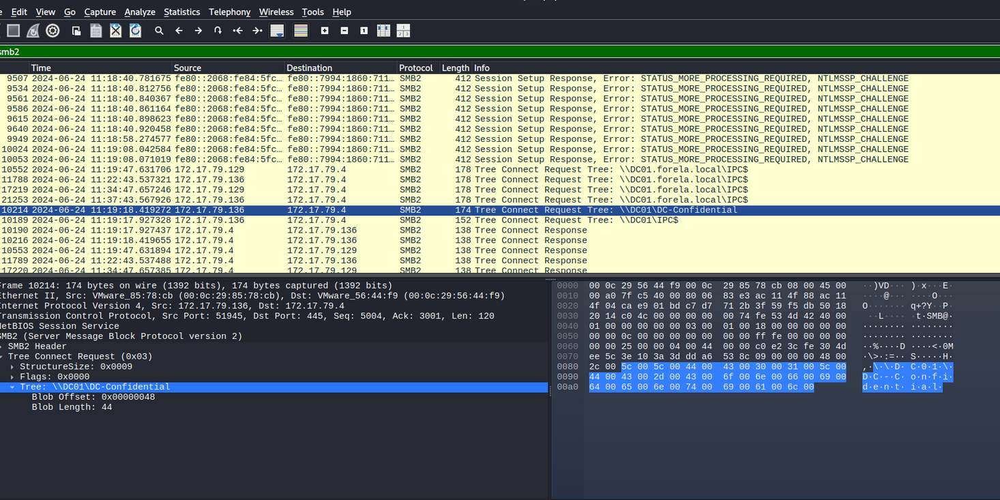 e Edit View Go Capture Analyze Statistics Telephony Wireless Tools Help
smb2
Time Source Destination Protocol Length Info
9507 2024-06-24 11:18:40.781675 fe80::2068:fe84:5fc… fe80::7994:1860:711… SMB2 412 Session Setup Response, Error: STATUS_MORE_PROCESSING_REQUIRED, NTLMSSP_CHALLENGE
9534 2024-06-24 11:18:40.812756 fe80::2068:fe84:5fc… fe80::7994:1860:711… SMB2 412 Session Setup Response, Error: STATUS_MORE_PROCESSING_REQUIRED, NTLMSSP_CHALLENGE
9561 2024-06-24 11:18:40.840367 fe80::2068:fe84:5fc… fe80::7994:1860:711… SMB2 412 Session Setup Response, Error: STATUS_MORE_PROCESSING_REQUIRED, NTLMSSP_CHALLENGE
9586 2024-06-24 11:18:40.861164 fe80::2068:fe84:5fc… fe80::7994:1860:711… SMB2 412 Session Setup Response, Error: STATUS_MORE_PROCESSING_REQUIRED, NTLMSSP_CHALLENGE
9615 2024-06-24 11:18:40.898623 fe80::2068:fe84:5fc… fe80::7994:1860:711… SMB2 412 Session Setup Response, Error: STATUS_MORE_PROCESSING_REQUIRED, NTLMSSP_CHALLENGE
9640 2024-06-24 11:18:40.920458 fe80::2068:fe84:5fc… fe80::7994:1860:711… SMB2 412 Session Setup Response, Error: STATUS_MORE_PROCESSING_REQUIRED, NTLMSSP_CHALLENGE
9949 2024-06-24 11:18:58.274577 fe80::2068:fe84:5fc… fe80::7994:1860:711… SMB2 412 Session Setup Response, Error: STATUS_MORE_PROCESSING_REQUIRED, NTLMSSP_CHALLENGE
10024 2024-06-24 11:19:08.042584 fe80::2068:fe84:5fc… fe80::7994:1860:711… SMB2 412 Session Setup Response, Error: STATUS_MORE_PROCESSING_REQUIRED, NTLMSSP_CHALLENGE
10053 2024-06-24 11:19:08.071019 fe80::2068:fe84:5fc… fe80::7994:1860:711… SMB2 412 Session Setup Response, Error: STATUS_MORE_PROCESSING_REQUIRED, NTLMSSP_CHALLENGE
10552 2024-06-24 11:19:47.631706 172.17.79.129 172.17.79.4 SMB2 178 Tree Connect Request Tree: \\DC01.forela.local\IPC$
11788 2024-06-24 11:22:43.537321 172.17.79.136 172.17.79.4 SMB2 178 Tree Connect Request Tree: \\DC01.forela.local\IPC$
17219 2024-06-24 11:34:47.657246 172.17.79.129 172.17.79.4 SMB2 178 Tree Connect Request Tree: \\DC01.forela.local\IPC$
21253 2024-06-24 11:37:43.567926 172.17.79.136 172.17.79.4 SMB2 178 Tree Connect Request Tree: \\DC01.forela.local\IPC$
10214 2024-06-24 11:19:18.419272 172.17.79.136 172.17.79.4 SMB2 174 Tree Connect Request Tree: \\DC01\DC-Confidential
10189 2024-06-24 11:19:17.927328 172.17.79.136 172.17.79.4 SMB2 152 Tree Connect Request Tree: \\DC01\IPC$
10190 2024-06-24 11:19:17.927437 172.17.79.4 172.17.79.136 SMB2 138 Tree Connect Response
10216 2024-06-24 11:19:18.419655 172.17.79.4 172.17.79.136 SMB2 138 Tree Connect Response
10553 2024-06-24 11:19:47.631894 172.17.79.4 172.17.79.129 SMB2 138 Tree Connect Response
11789 2024-06-24 11:22:43.537488 172.17.79.4 172.17.79.136 SMB2 138 Tree Connect Response
17220 2024-06-24 11:34:47.657385 172.17.79.4 172.17.79.129 SMB2 138 Tree Connect Response
Frame 10214: 174 bytes on wire (1392 bits), 174 bytes captured (1392 bits)
Ethernet II, Src: VMware_85:78:cb (00:0c:29:85:78:cb), Dst: VMware_56:44:f9 (00:0c:29:56:44:f9)
Internet Protocol Version 4, Src: 172.17.79.136, Dst: 172.17.79.4
Transmission Control Protocol, Src Port: 51945, Dst Port: 445, Seq: 5004, Ack: 3001, Len: 120
NetBIOS Session Service
SMB2 (Server Message Block Protocol version 2)
SMB2 Header
Tree Connect Request (0x03)
StructureSize: 0x0009
Flags: 0x0000
Tree: \\DC01\DC-Confidential
Blob Offset: 0x00000048
Blob Length: 44
0000 00 0c 29 56 44 f9 00 0c 29 85 78 cb 08 00 45 00 ··)VD··· )·x···E·
0010 00 a0 7f c5 40 00 80 06 83 e3 ac 11 4f 88 ac 11 ····@··· ····O···
0020 4f 04 ca e9 01 bd c7 d7 71 2b 3f 59 f5 db 50 18 O······· q+?Y··P·
0030 20 14 c0 4c 00 00 00 00 00 74 fe 53 4d 42 40 00 ··L···· ·t·SMB@·
0040 01 00 00 00 00 00 03 00 01 00 18 00 00 00 00 00 ········ ········
0050 00 00 0c 00 00 00 00 00 00 00 ff fe 00 00 00 00 ········ ········
0060 00 00 25 00 00 04 00 44 00 00 c0 e2 3c fe 30 4d ··%····D ····<·0M
0070 ee 5c 3e 10 3a 3d dd a6 53 8c 09 00 00 00 48 00 ·\>·:=·· S·····H·
0080 2c 00 5c 00 5c 00 44 00 43 00 30 00 31 00 5c 00 ,·\·\·D· C·0·1·\·
0090 44 00 43 00 2d 00 43 00 6f 00 6e 00 66 00 69 00 D·C·-·C· o·n·f·i·
00a0 64 00 65 00 6e 00 74 00 69 00 61 00 6c 00 d·e·n·t· i·a·l·